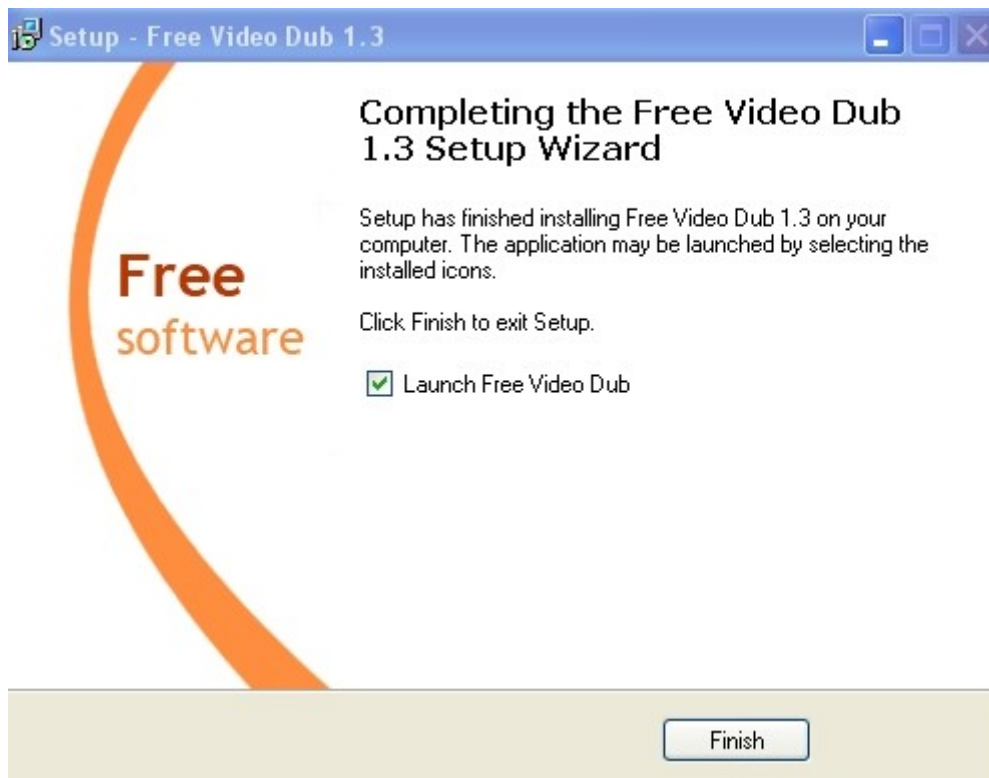 Setup - Free Video Dub 1.3
Completing the Free Video Dub
1.3 Setup Wizard
Setup has finished installing Free Video Dub 1.3 on your
computer. The application may be launched by selecting the
installed icons.
Free
software
Click Finish to exit Setup.
Launch Free Video Dub
Finish